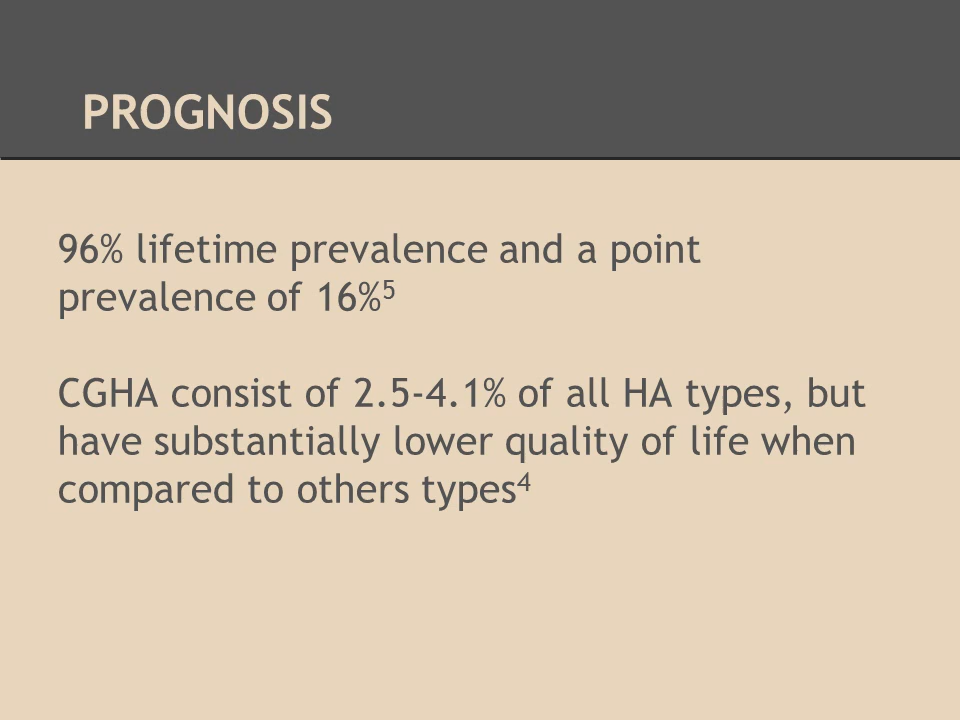 PROGNOSIS
96% lifetime prevalence and a point
prevalence of 16%⁵
CGHA consist of 2.5-4.1% of all HA types, but
have substantially lower quality of life when
compared to others types⁴